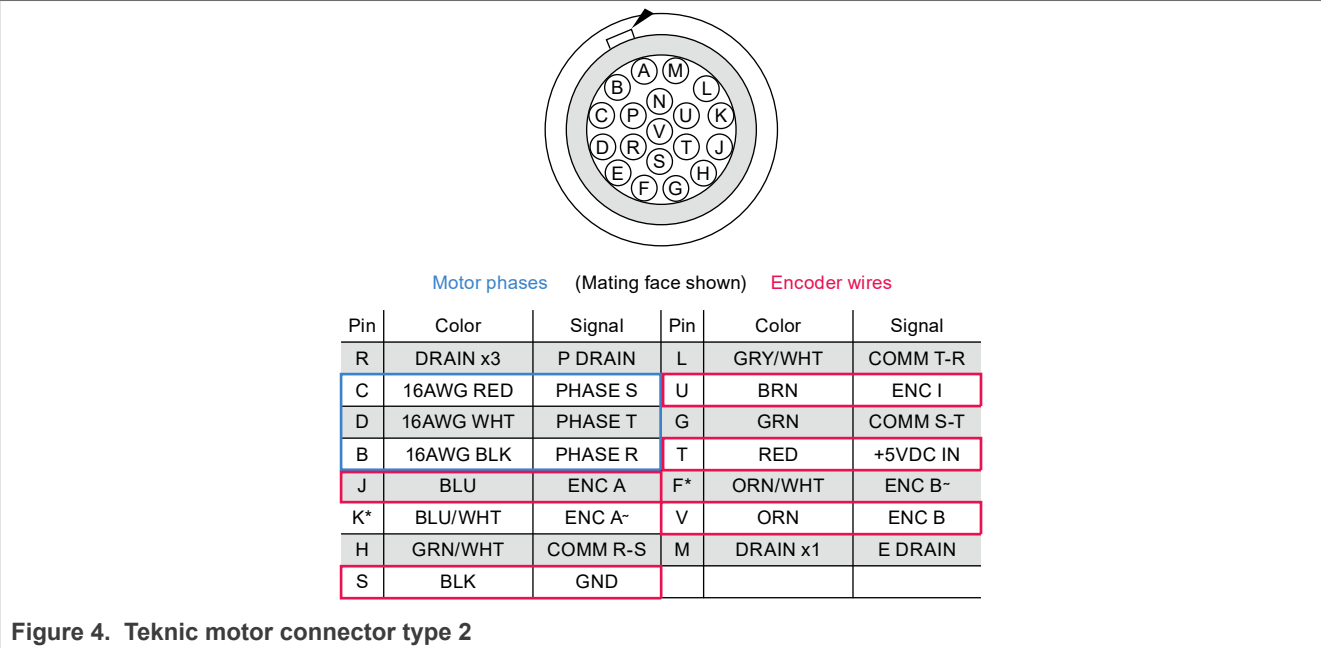 A M
B L
N
C P U K
V
D R T J
S
E H
F G
Motor phases (Mating face shown) Encoder wires
Pin Color Signal Pin Color Signal
R DRAIN x3 P DRAIN L GRY/WHT COMM T-R
C 16AWG RED PHASE S U BRN ENC I
D 16AWG WHT PHASE T G GRN COMM S-T
B 16AWG BLK PHASE R T RED +5VDC IN
J BLU ENC A F* ORN/WHT ENC B~
K* BLU/WHT ENC A~ V ORN ENC B
H GRN/WHT COMM R-S M DRAIN x1 E DRAIN
S BLK GND
Figure 4. Teknic motor connector type 2